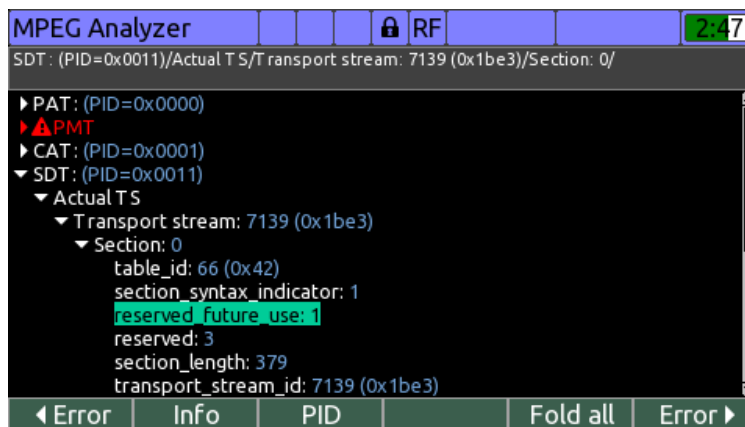 MPEG Analyzer RF 2:47
SDT: (PID=0x0011)/Actual TS/Transport stream: 7139 (0x1be3)/Section: 0/
PAT: (PID=0x0000)
PMT
CAT: (PID=0x0001)
SDT: (PID=0x0011)
Actual TS
Transport stream: 7139 (0x1be3)
Section: 0
table_id: 66 (0x42)
section_syntax_indicator: 1
reserved_future_use: 1
reserved: 3
section_length: 379
transport_stream_id: 7139 (0x1be3)
Error Info PID Fold all Error